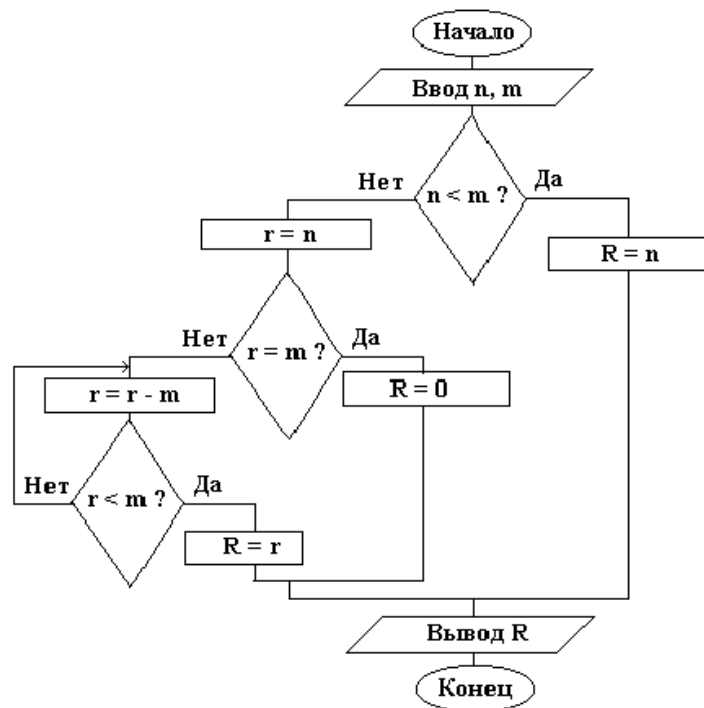 Начало
Ввод n, m
Нет
n < m ?
Да
r = n
R = n
Нет
r = m ?
Да
r = r - m
R = 0
Нет
r < m ?
Да
R = r
Вывод R
Конец